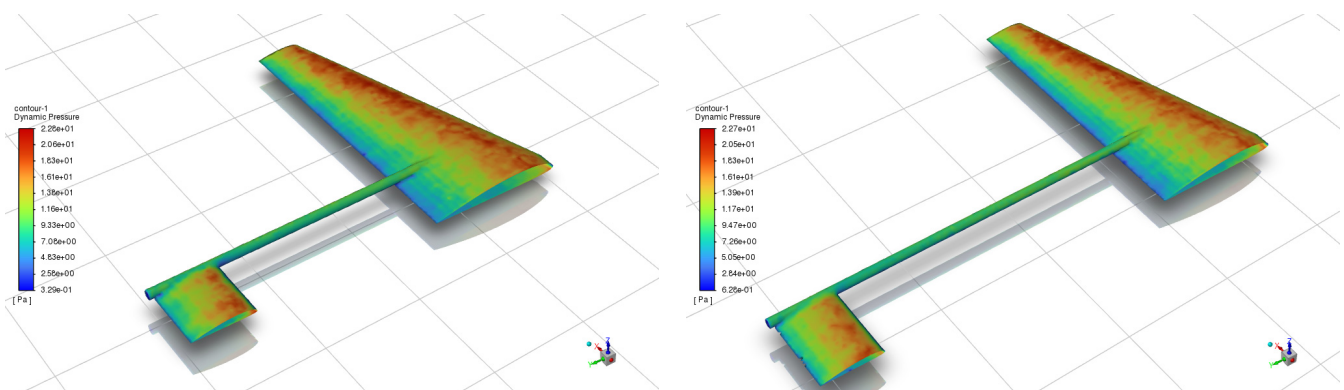 contour-1
Dynamic Pressure
2.28e+01
2.06e+01
1.83e+01
1.61e+01
1.38e+01
1.16e+01
9.33e+00
7.08e+00
4.83e+00
2.58e+00
3.29e-01
[ Pa ]
Z
X
Y
contour-1
Dynamic Pressure
2.27e+01
2.05e+01
1.83e+01
1.61e+01
1.39e+01
1.17e+01
9.47e+00
7.26e+00
5.05e+00
2.84e+00
6.28e-01
[ Pa ]
Z
X
Y